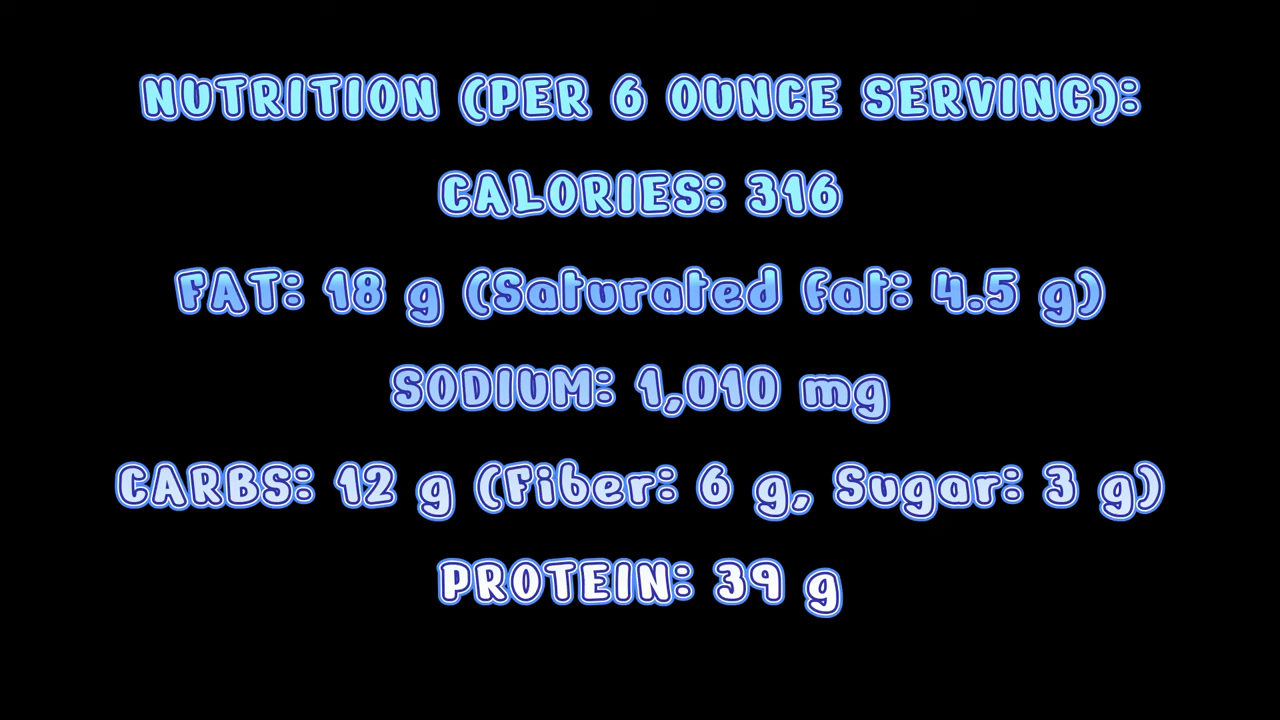 NUTRITION (PER 6 OUNCE SERVING):
CALORIES: 316
FAT: 18 g (Saturated fat: 4.5 g)
SODIUM: 1,010 mg
CARBS: 12 g (Fiber: 6 g, Sugar: 3 g)
PROTEIN: 39 g